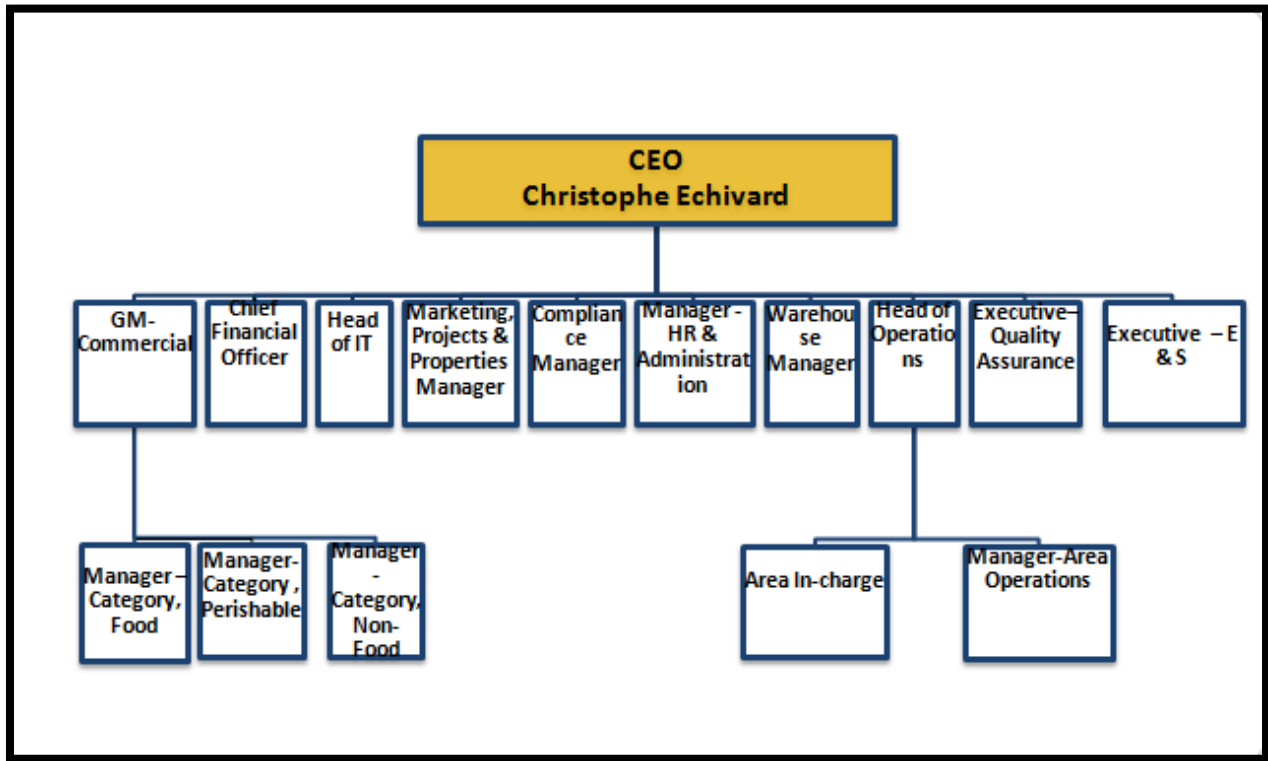 CEO
Christophe Echivard
GM-
Commercial
Chief
Financial
Officer
Head
of IT
Marketing,
Projects &
Properties
Manager
Complian
ce
Manager
Manager -
HR &
Administrat
ion
Warehou
se
Manager
Head of
Operatio
ns
Executive–
Quality
Assurance
Executive – E
& S
Manager –
Category,
Food
Manager-
Category ,
Perishable
Manager
-
Category,
Non-
Food
Area In-charge
Manager-Area
Operations